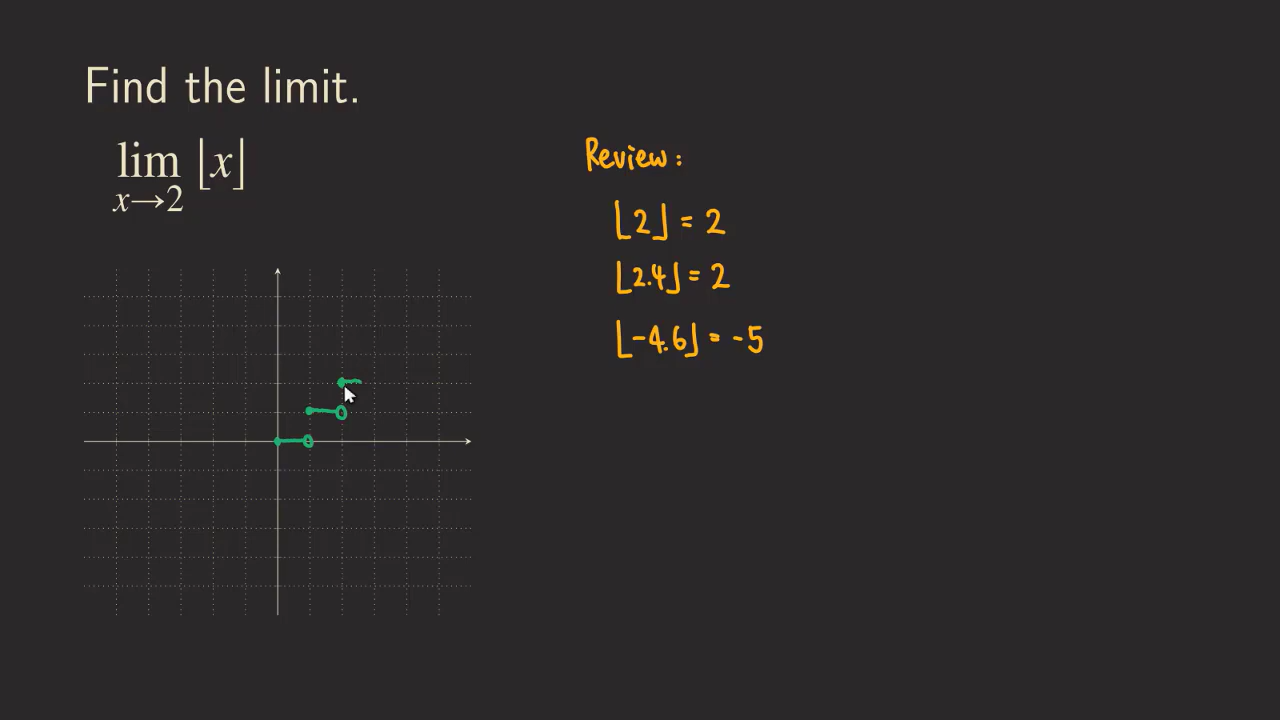 Find the limit.
lim ⌊x⌋
x→2
Review:
⌊2⌋ = 2
⌊2.4⌋ = 2
⌊-4.6⌋ = -5